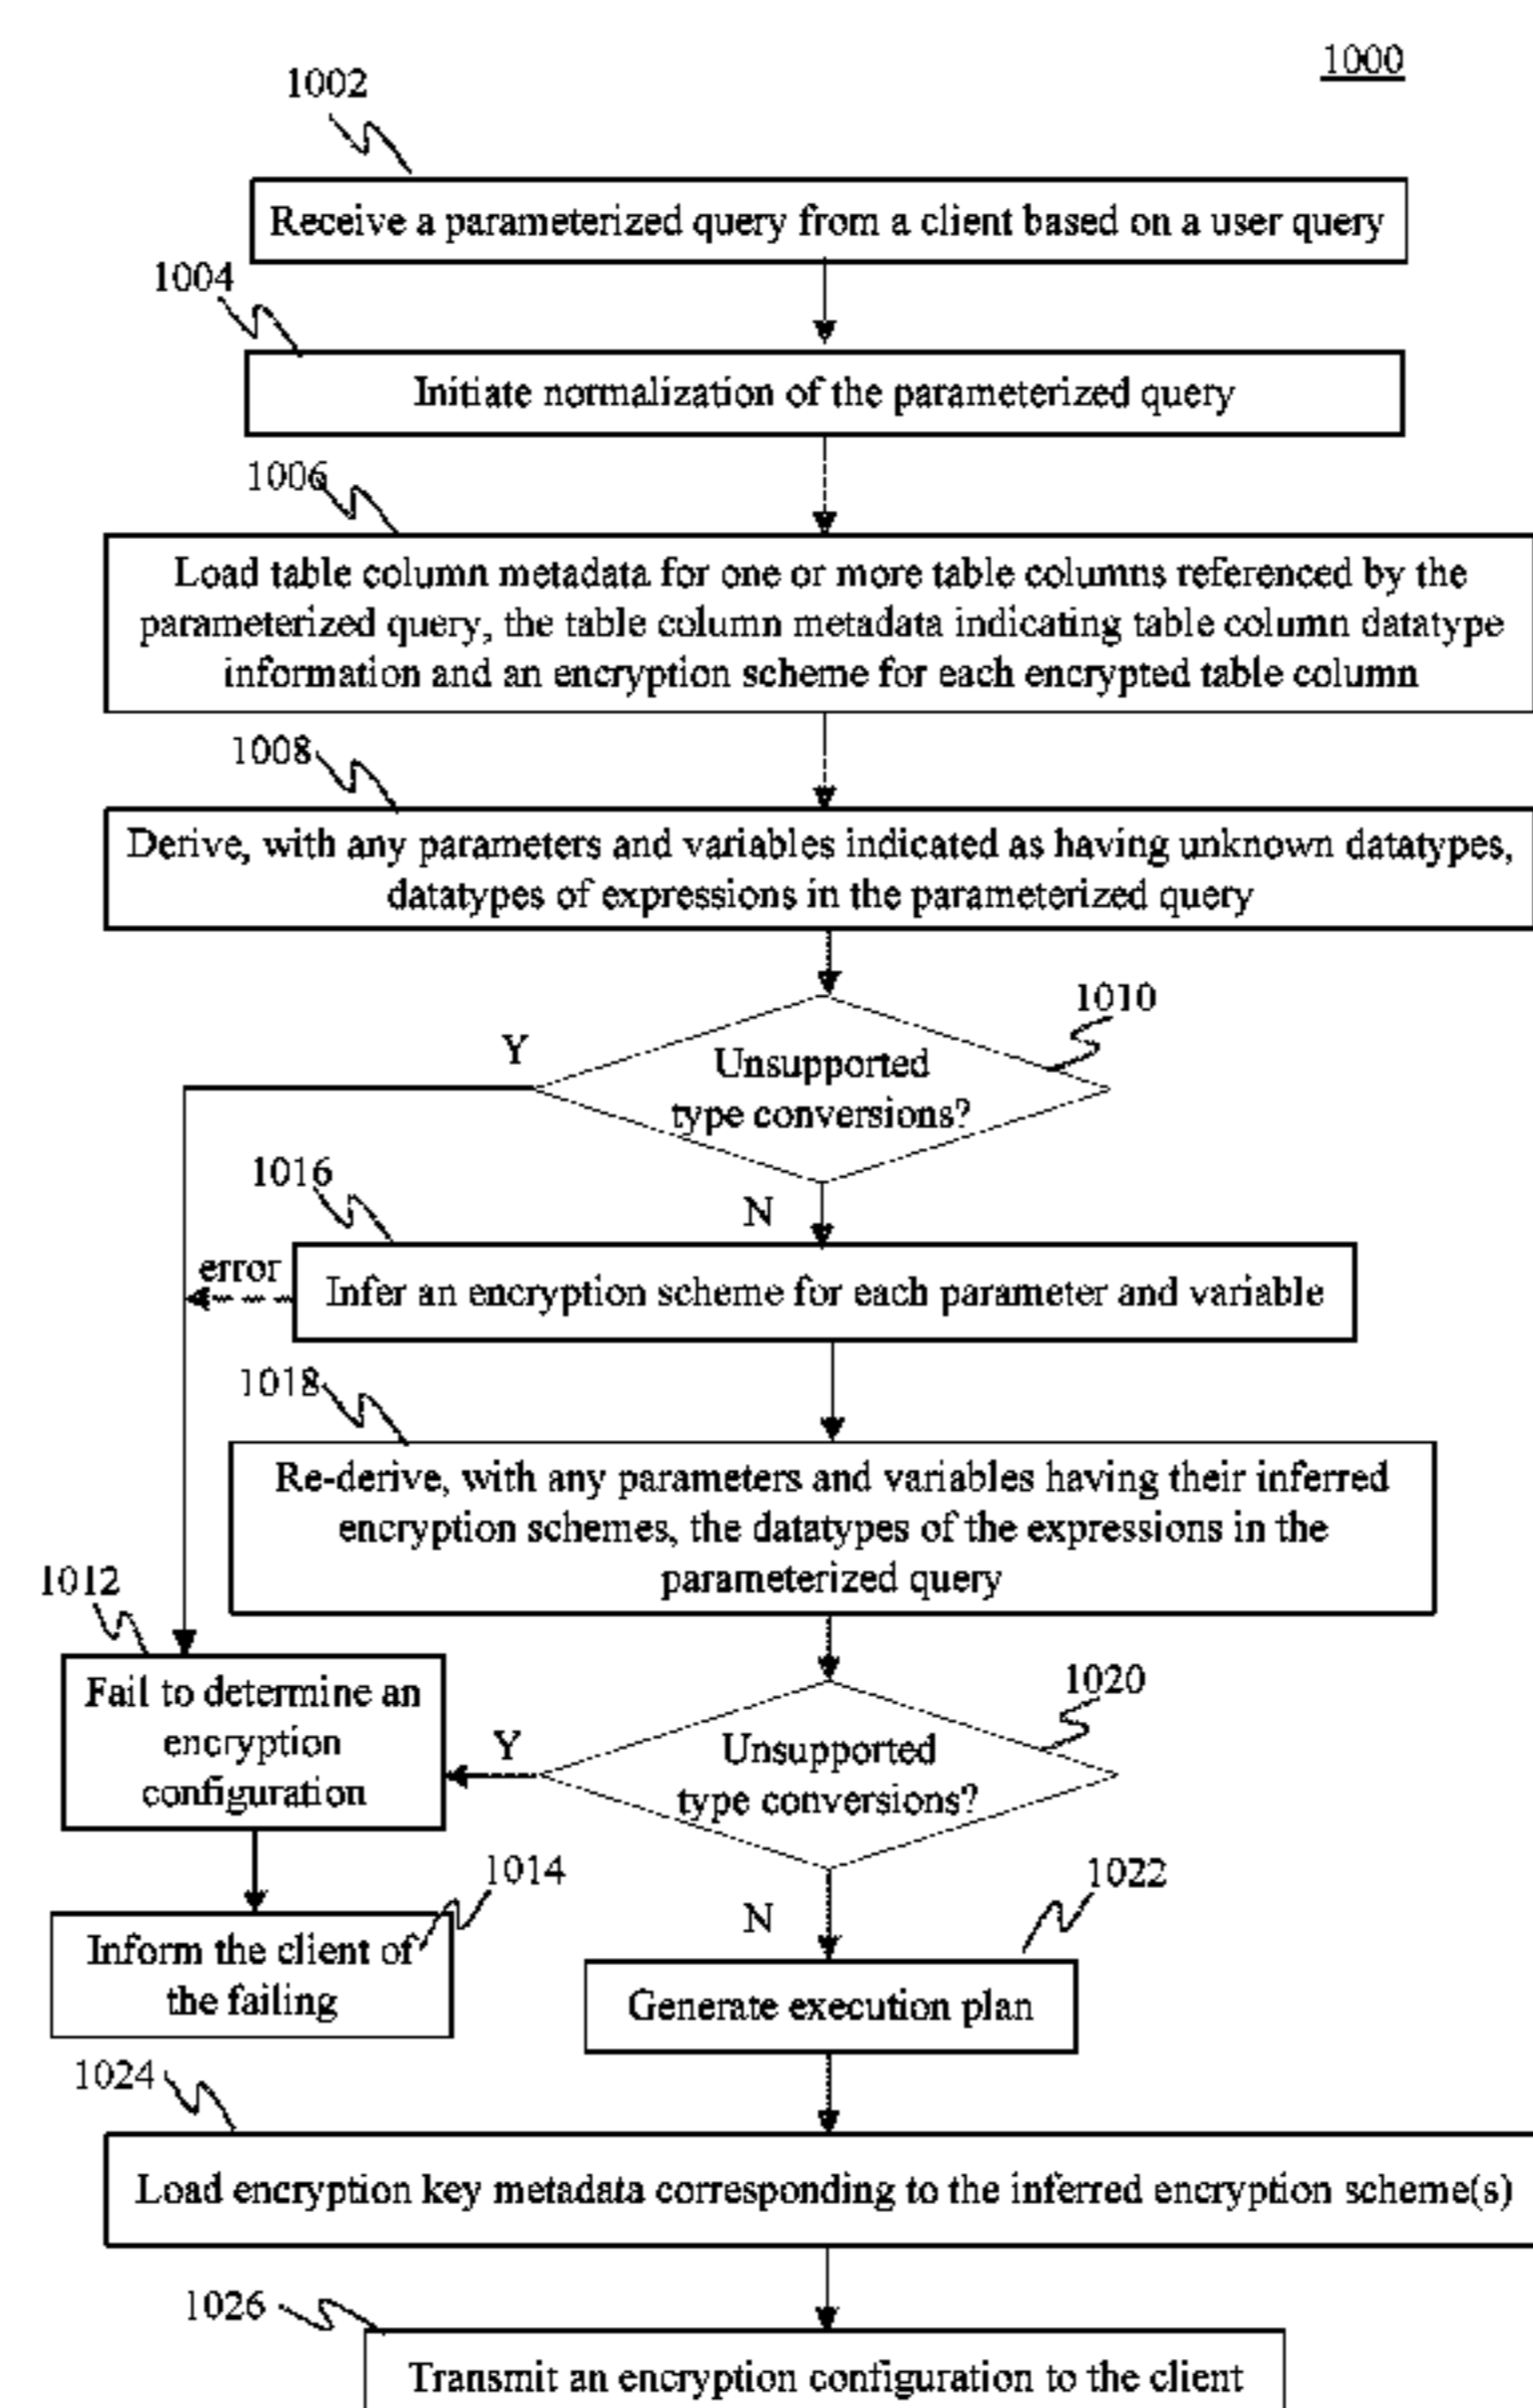 1000
1002
Receive a parameterized query from a client based on a user query
1004
Initiate normalization of the parameterized query
1006
Load table column metadata for one or more table columns referenced by the
parameterized query, the table column metadata indicating table column datatype
information and an encryption scheme for each encrypted table column
1008
Derive, with any parameters and variables indicated as having unknown datatypes,
datatypes of expressions in the parameterized query
1010
Y
Unsupported
type conversions?
N
1016
error
Infer an encryption scheme for each parameter and variable
1018
Re-derive, with any parameters and variables having their inferred
encryption schemes, the datatypes of the expressions in the
parameterized query
1012
Fail to determine an
encryption
configuration
1020
Y
Unsupported
type conversions?
N
1014
Inform the client of
the failing
1022
Generate execution plan
1024
Load encryption key metadata corresponding to the inferred encryption scheme(s)
1026
Transmit an encryption configuration to the client